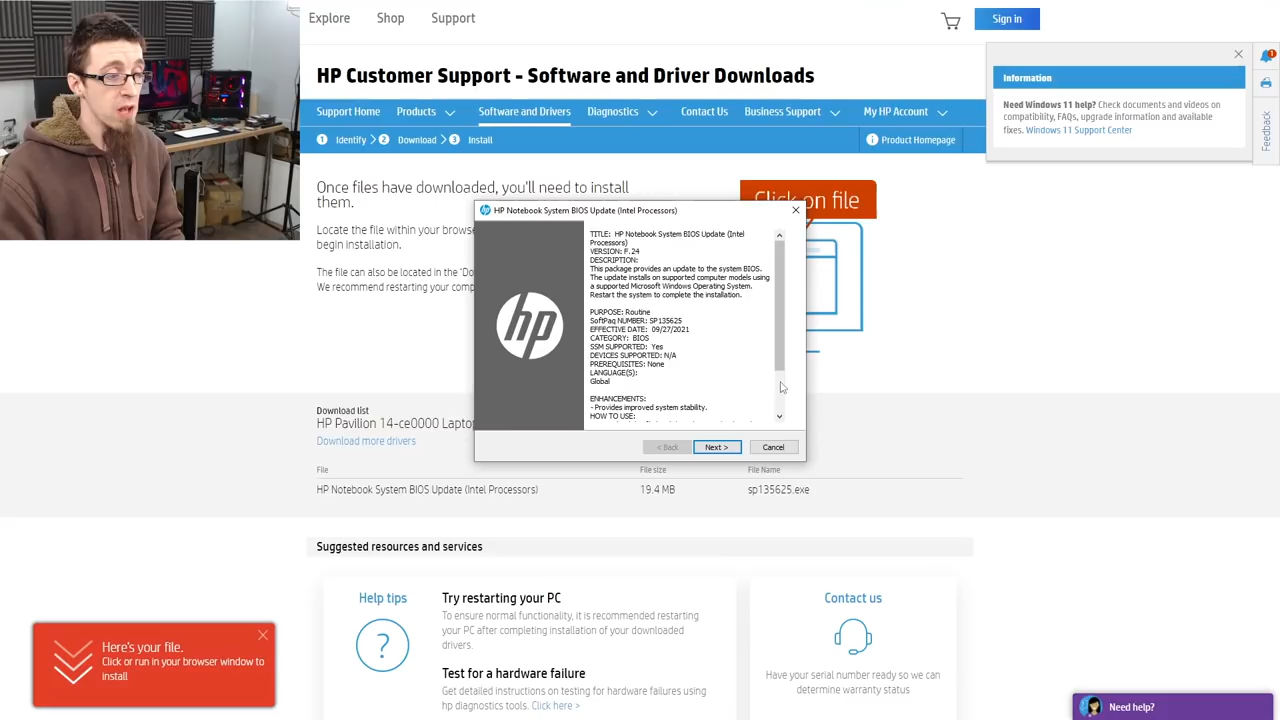 Explore Shop Support
Sign in
HP Customer Support - Software and Driver Downloads
Support Home Products Software and Drivers Diagnostics Contact Us Business Support My HP Account
1 Identify 2 Download 3 Install
Product Homepage
Information
Need Windows 11 help? Check documents and videos on
compatibility, FAQs, upgrade information and available
fixes. Windows 11 Support Center
1
Feedback
Once files have downloaded, you'll need to install
them.
Locate the file within your browse
begin installation.
The file can also be located in the 'Do
We recommend restarting your comp
Click on file
HP Notebook System BIOS Update (Intel Processors)
hp
TITLE: HP Notebook System BIOS Update (Intel
Processors)
VERSION: F.24
DESCRIPTION:
This package provides an update to the system BIOS.
The update installs on supported computer models using
a supported Microsoft Windows Operating System.
Restart the system to complete the installation.
PURPOSE: Routine
SoftPaq NUMBER: SP135625
EFFECTIVE DATE: 09/27/2021
CATEGORY: BIOS
SSM SUPPORTED: Yes
DEVICES SUPPORTED: N/A
PREREQUISITES: None
LANGUAGE(S):
Global
ENHANCEMENTS:
- Provides improved system stability.
HOW TO USE:
< Back Next > Cancel
Download list
HP Pavilion 14-ce0000 Lapto
Download more drivers
File File size File Name
HP Notebook System BIOS Update (Intel Processors) 19.4 MB sp135625.exe
Suggested resources and services
Help tips
?
Try restarting your PC
To ensure normal functionality, it is recommended restarting
your PC after completing installation of your downloaded
drivers.
Test for a hardware failure
Get detailed instructions on testing for hardware failures using
hp diagnostics tools. Click here >
Contact us
Have your serial number ready so we can
determine warranty status
Here's your file.
Click or run in your browser window to
install
Need help?